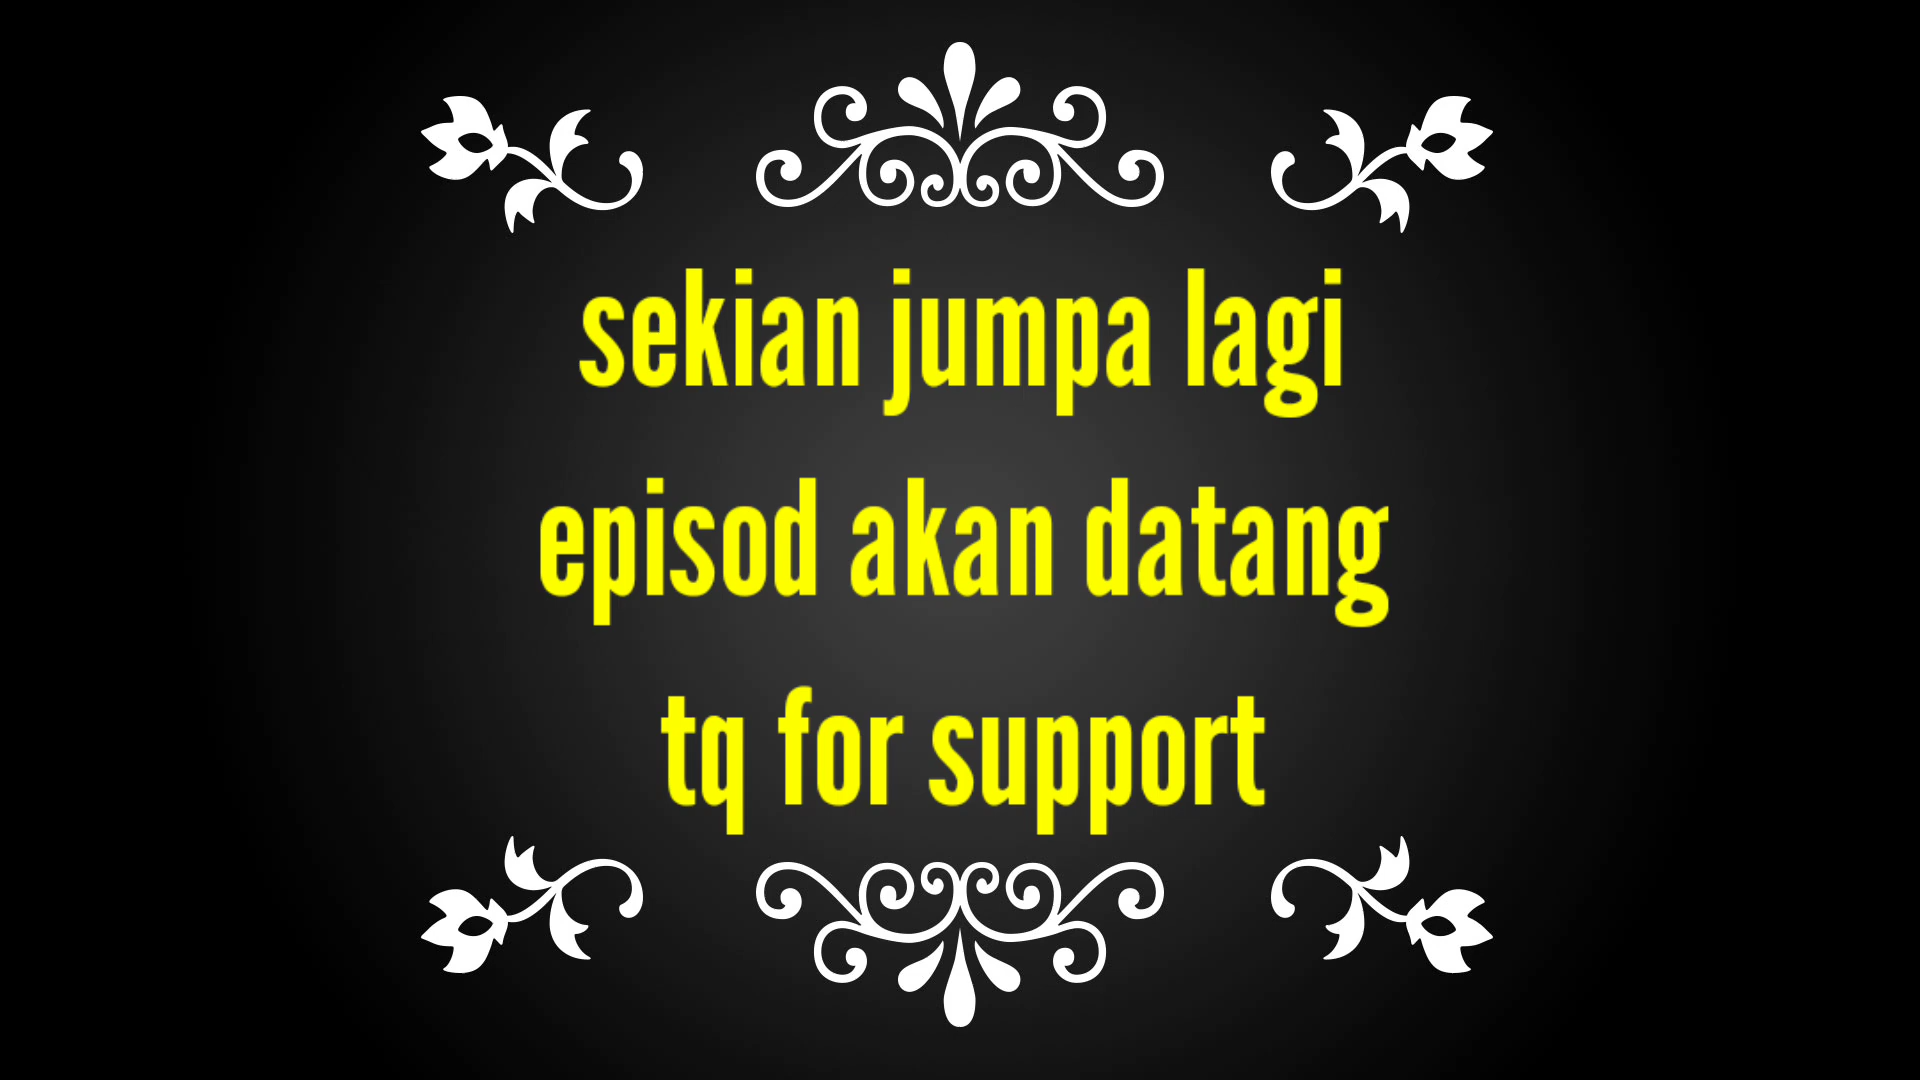 sekian jumpa lagi
episod akan datang
tq for support